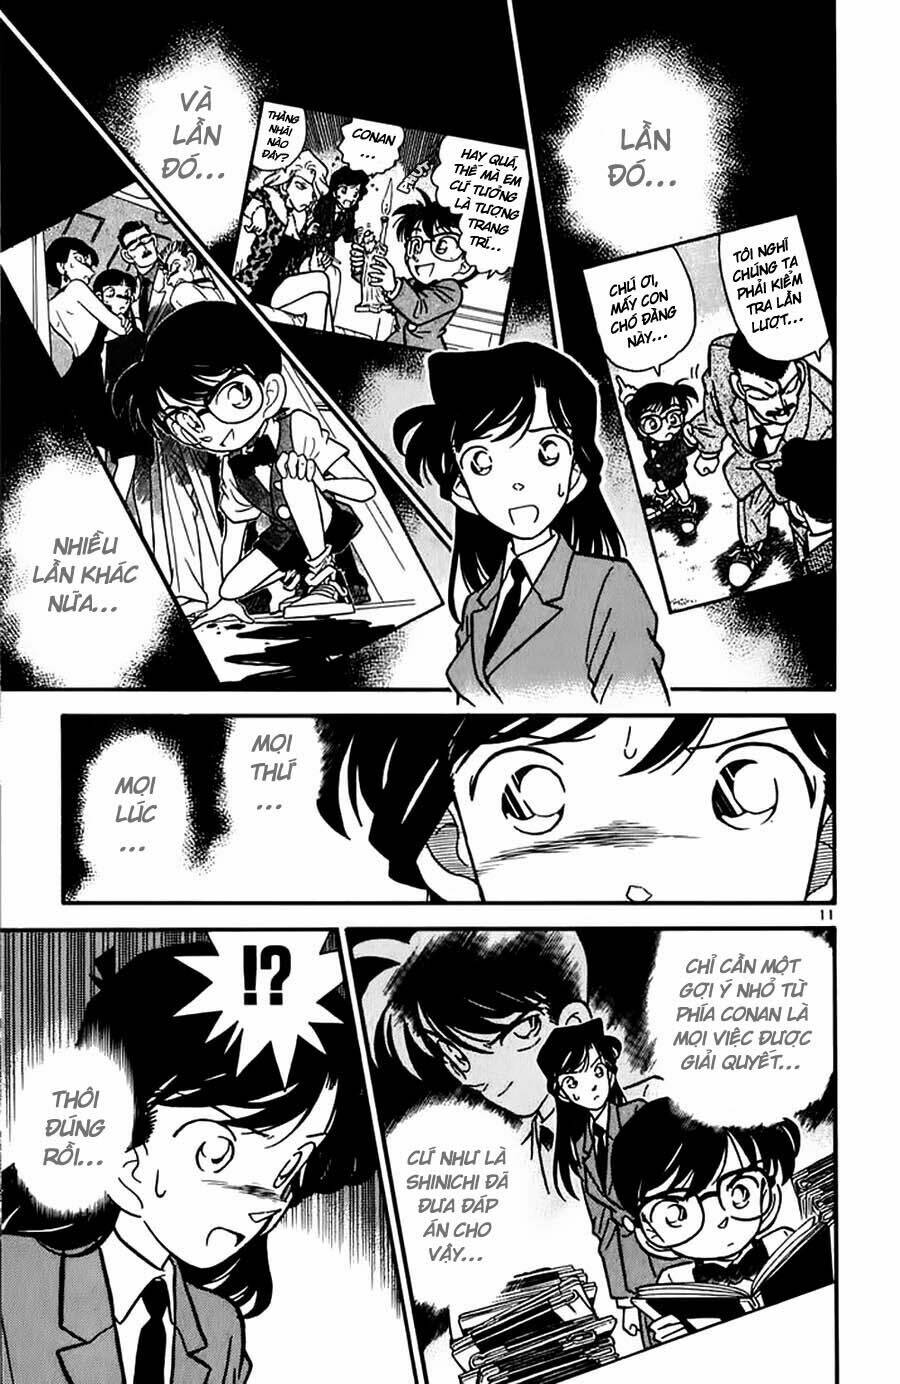 LẦN
ĐÓ...
TÔI NGHĨ
CHÚNG TA
PHẢI KIỂM
TRA LẦN
LƯỢT...
CHÚ ƠI,
MẤY CON
CHÓ ĐẰNG
NÀY...
VÀ
LẦN
ĐÓ...
HAY QUÁ,
THẾ MÀ EM
CỨ TƯỞNG
LÀ TƯỢNG
TRANG
TRÍ...
CONAN
...
THẰNG
NHÃI
NÀO
ĐÂY?
NHIỀU
LẦN KHÁC
NỮA...
MỌI
THỨ
...
MỌI
LÚC
...
11
CHỈ CẦN MỘT
GỢI Ý NHỎ TỪ
PHÍA CONAN LÀ
MỌI VIỆC ĐƯỢC
GIẢI QUYẾT...
CỨ NHƯ LÀ
SHINICHI ĐÃ
ĐƯA ĐÁP
ÁN CHO
VẬY...
!?
THÔI
ĐÚNG
RỒI...